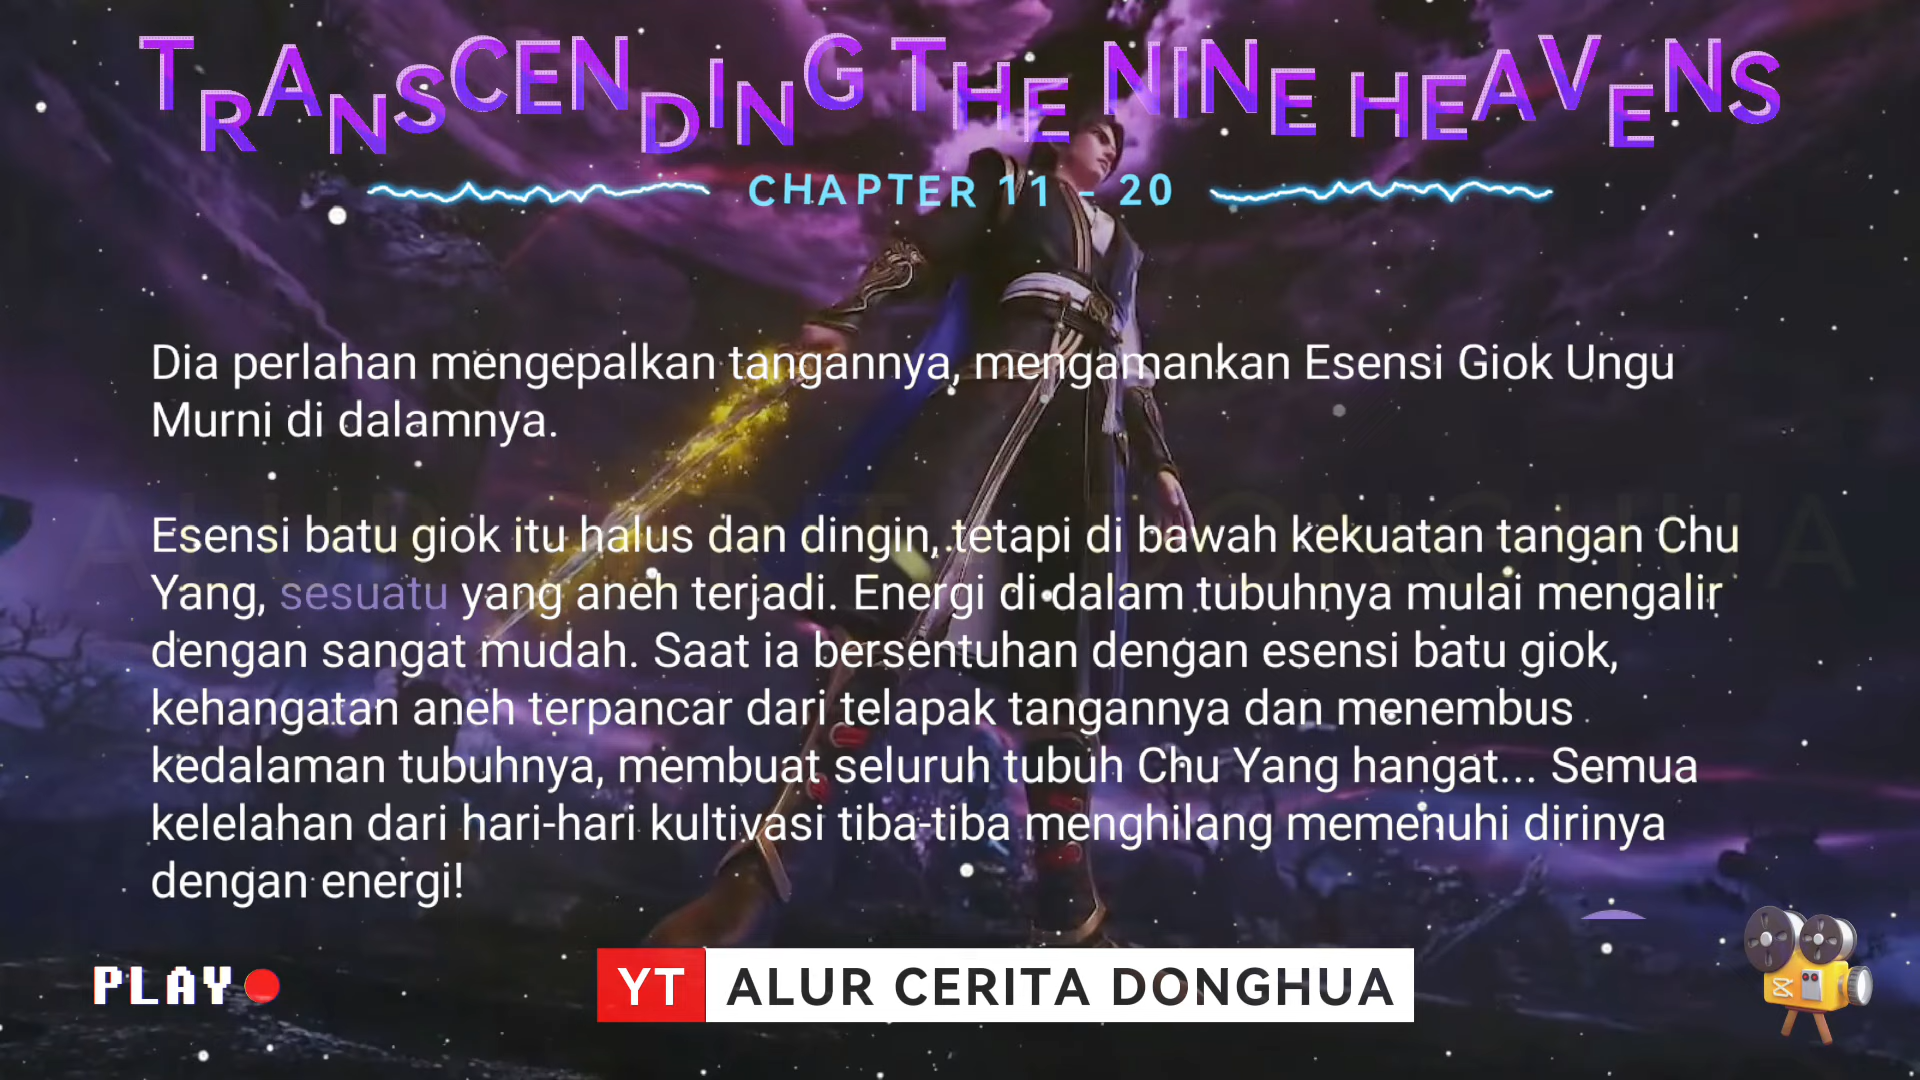 TRANSCENDING THE NINE HEAVENS
CHAPTER 11 - 20
Dia perlahan mengepalkan tangannya, mengamankan Esensi Giok Ungu
Murni di dalamnya.
ALUR CERITA DONGHUA
Esensi batu giok itu halus dan dingin, tetapi di bawah kekuatan tangan Chu
Yang, sesuatu yang aneh terjadi. Energi di dalam tubuhnya mulai mengalir
dengan sangat mudah. Saat ia bersentuhan dengan esensi batu giok,
kehangatan aneh terpancar dari telapak tangannya dan menembus
kedalaman tubuhnya, membuat seluruh tubuh Chu Yang hangat... Semua
kelelahan dari hari-hari kultivasi tiba-tiba menghilang memenuhi dirinya
dengan energi!
PLAY
YT ALUR CERITA DONGHUA